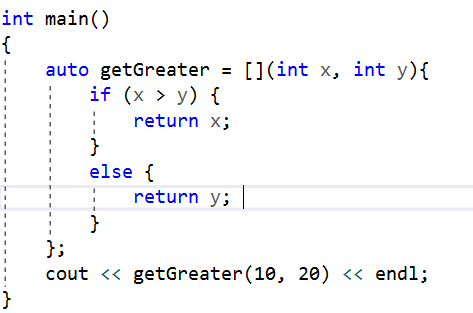 int main()
{
    auto getGreater = [](int x, int y){
        if (x > y) {
            return x;
        }
        else {
            return y;
        }
    };
    cout << getGreater(10, 20) << endl;
}